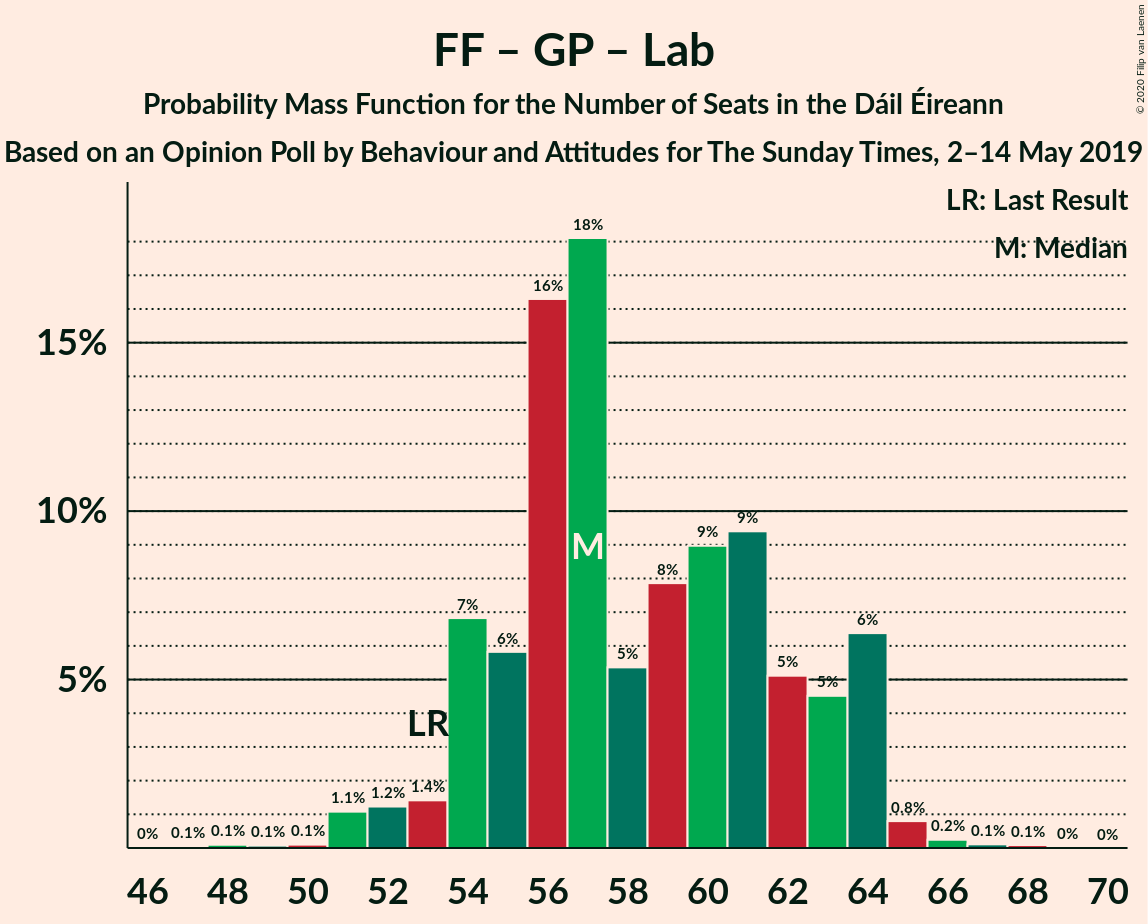 FF – GP – Lab
Probability Mass Function for the Number of Seats in the Dáil Éireann
Based on an Opinion Poll by Behaviour and Attitudes for The Sunday Times, 2–14 May 2019
© 2020 Filip van Laenen
LR: Last Result
M: Median
18%
16%
15%
M
10%
9%
9%
8%
7%
6%
6%
5%
5%
5%
5%
LR
1.4%
1.2%
1.1%
0.8%
0% 0.1% 0.1% 0.1% 0.1% 0.2% 0.1% 0.1% 0% 0%
46 48 50 52 54 56 58 60 62 64 66 68 70